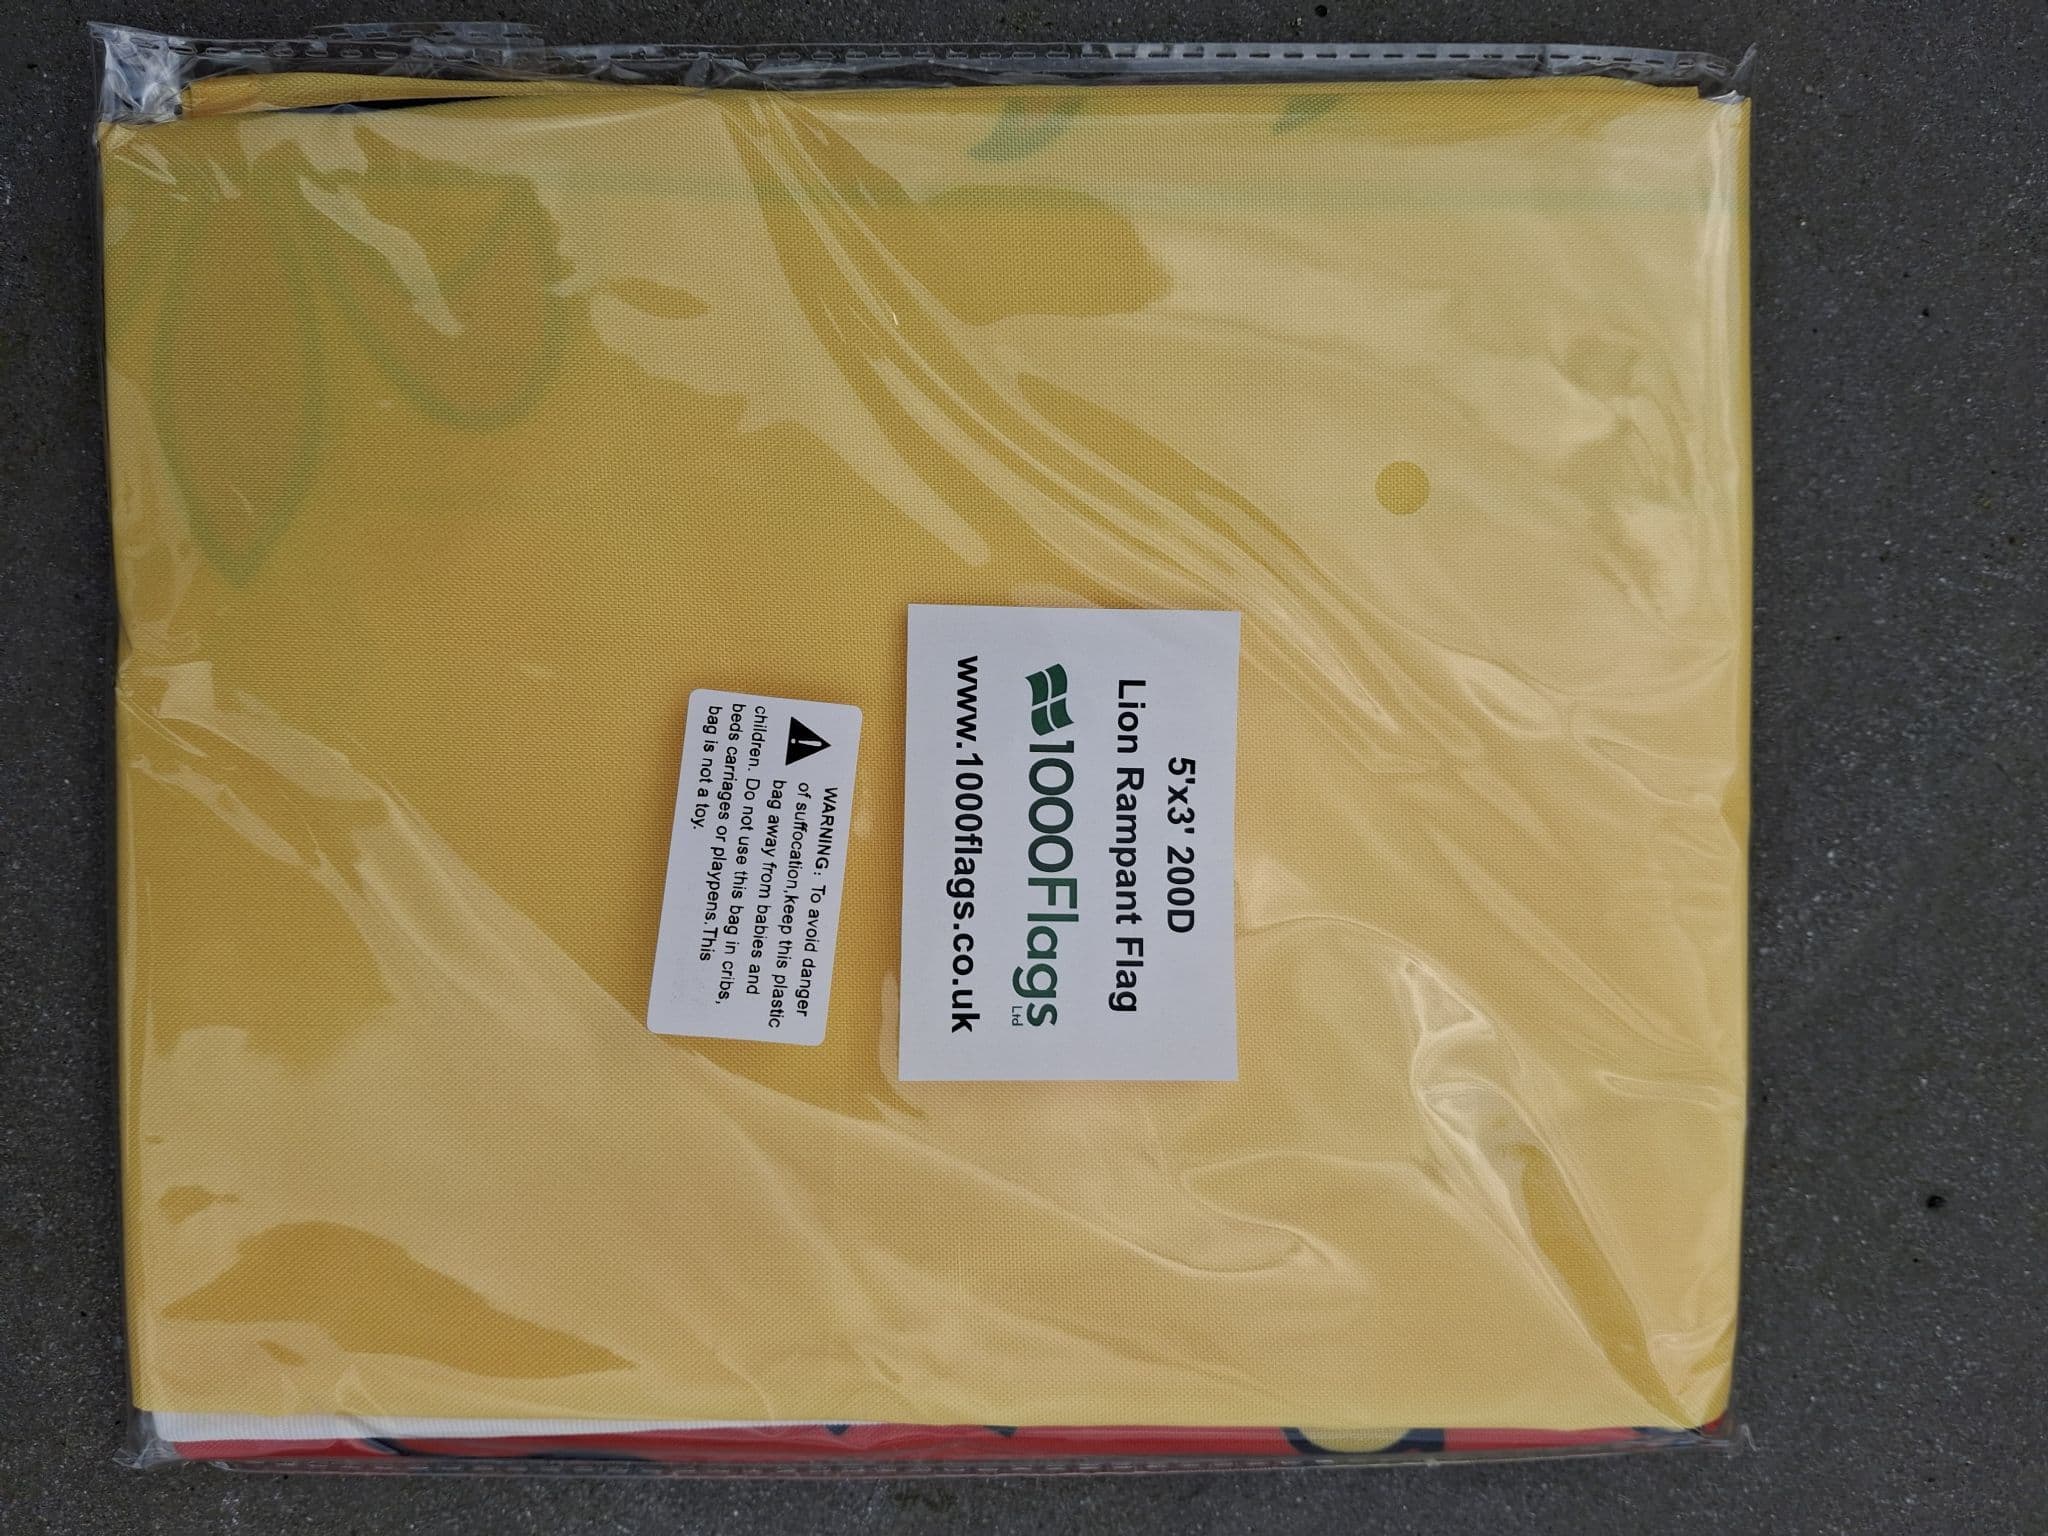 5'x3' 200D
Lion Rampant Flag
1000Flags Ltd
www.1000flags.co.uk
WARNING: To avoid danger
of suffocation,keep this plastic
bag away from babies and
children. Do not use this bag in cribs,
beds carriages or playpens.This
bag is not a toy.